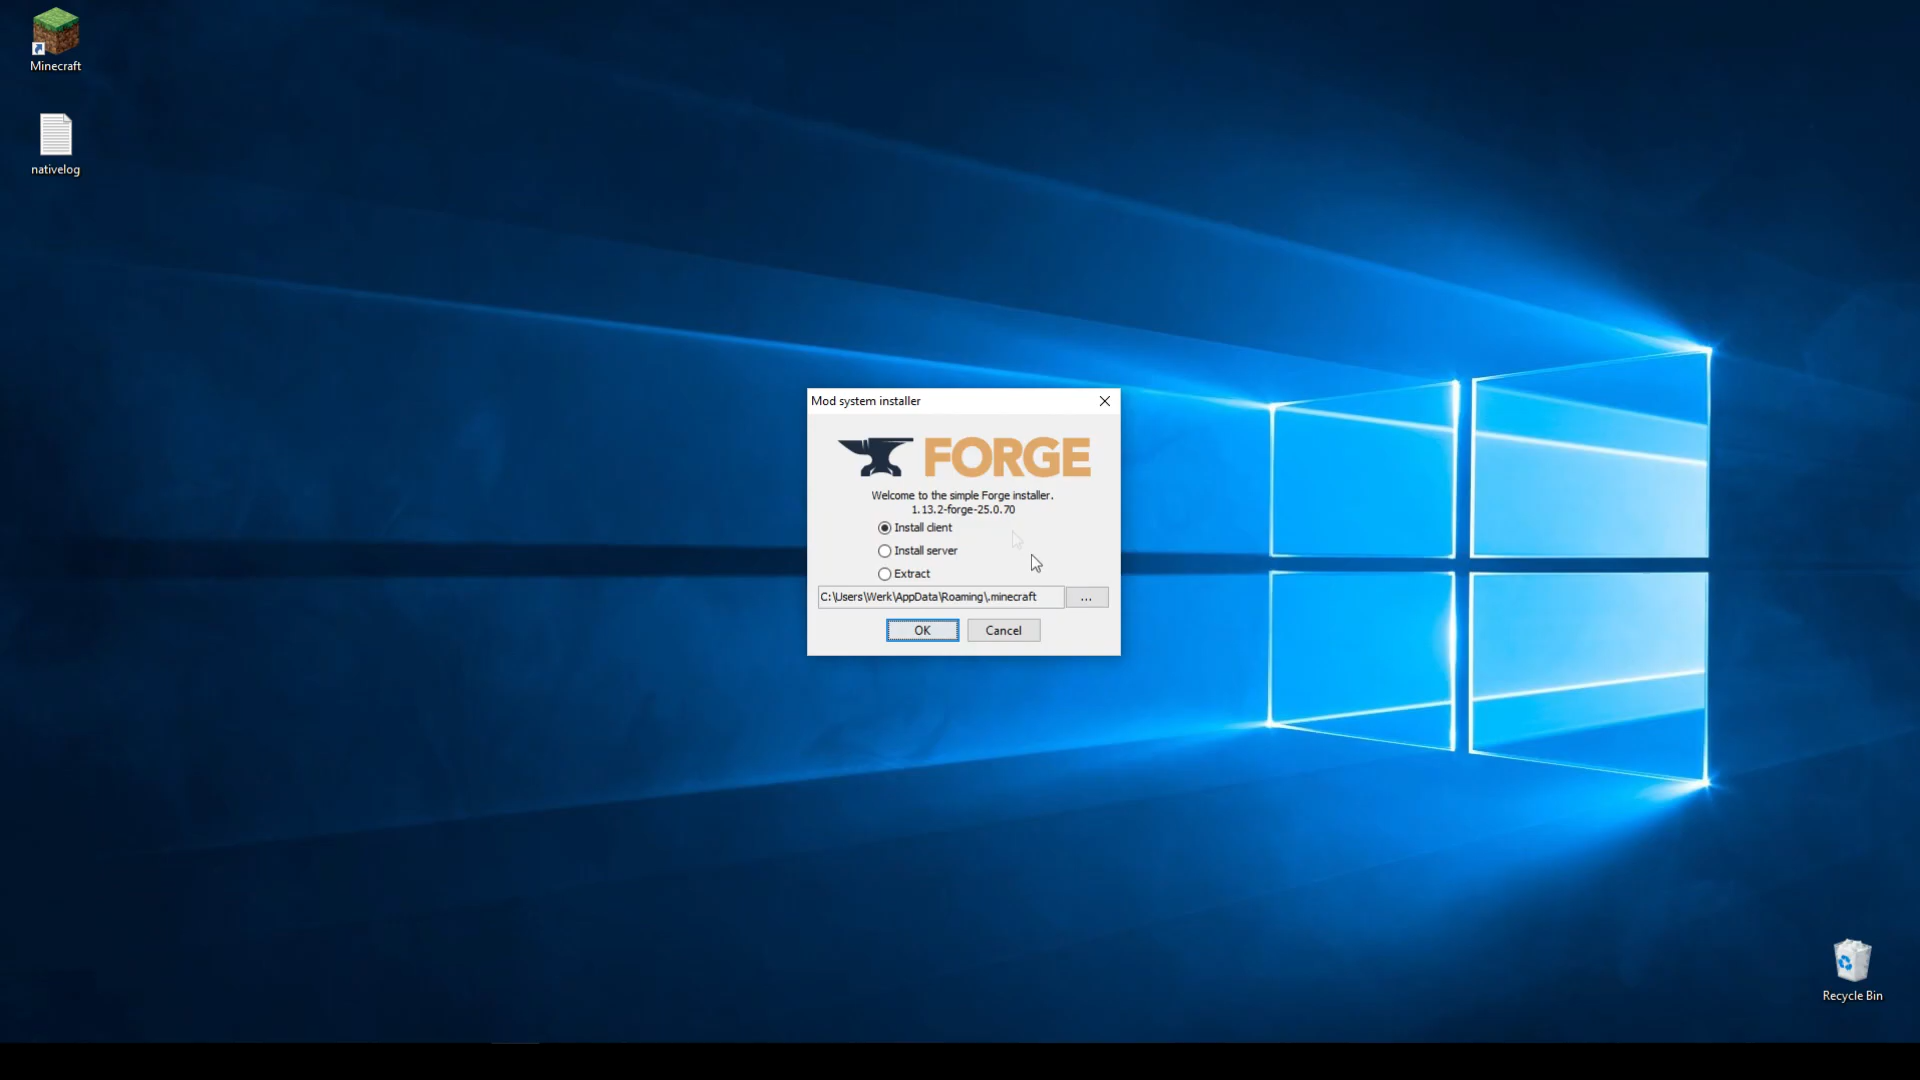 Minecraft
nativelog
Mod system installer
FORGE
Welcome to the simple Forge installer.
1.13.2-forge-25.0.70
Install client
Install server
Extract
C:\Users\Werk\AppData\Roaming\.minecraft
...
OK
Cancel
Recycle Bin